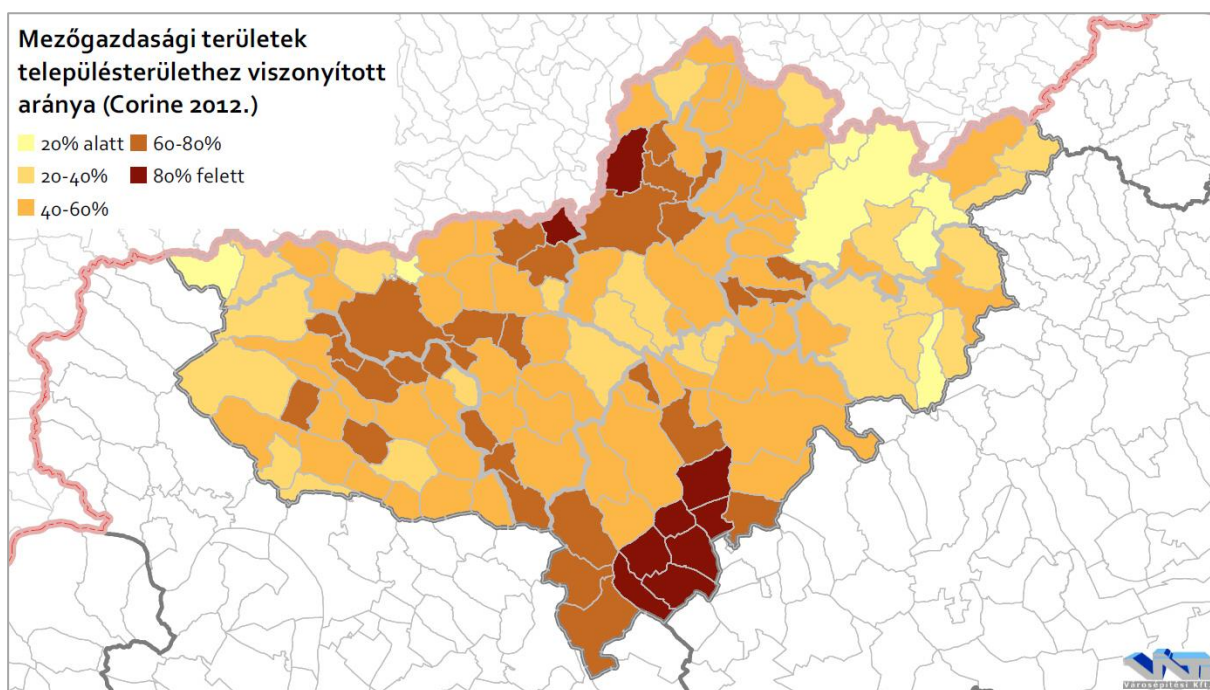 Mezőgazdasági területek
településterülethez viszonyított
aránya (Corine 2012.)
20% alatt
60-80%
20-40%
80% felett
40-60%
VÁTI
Városépítési Kft.